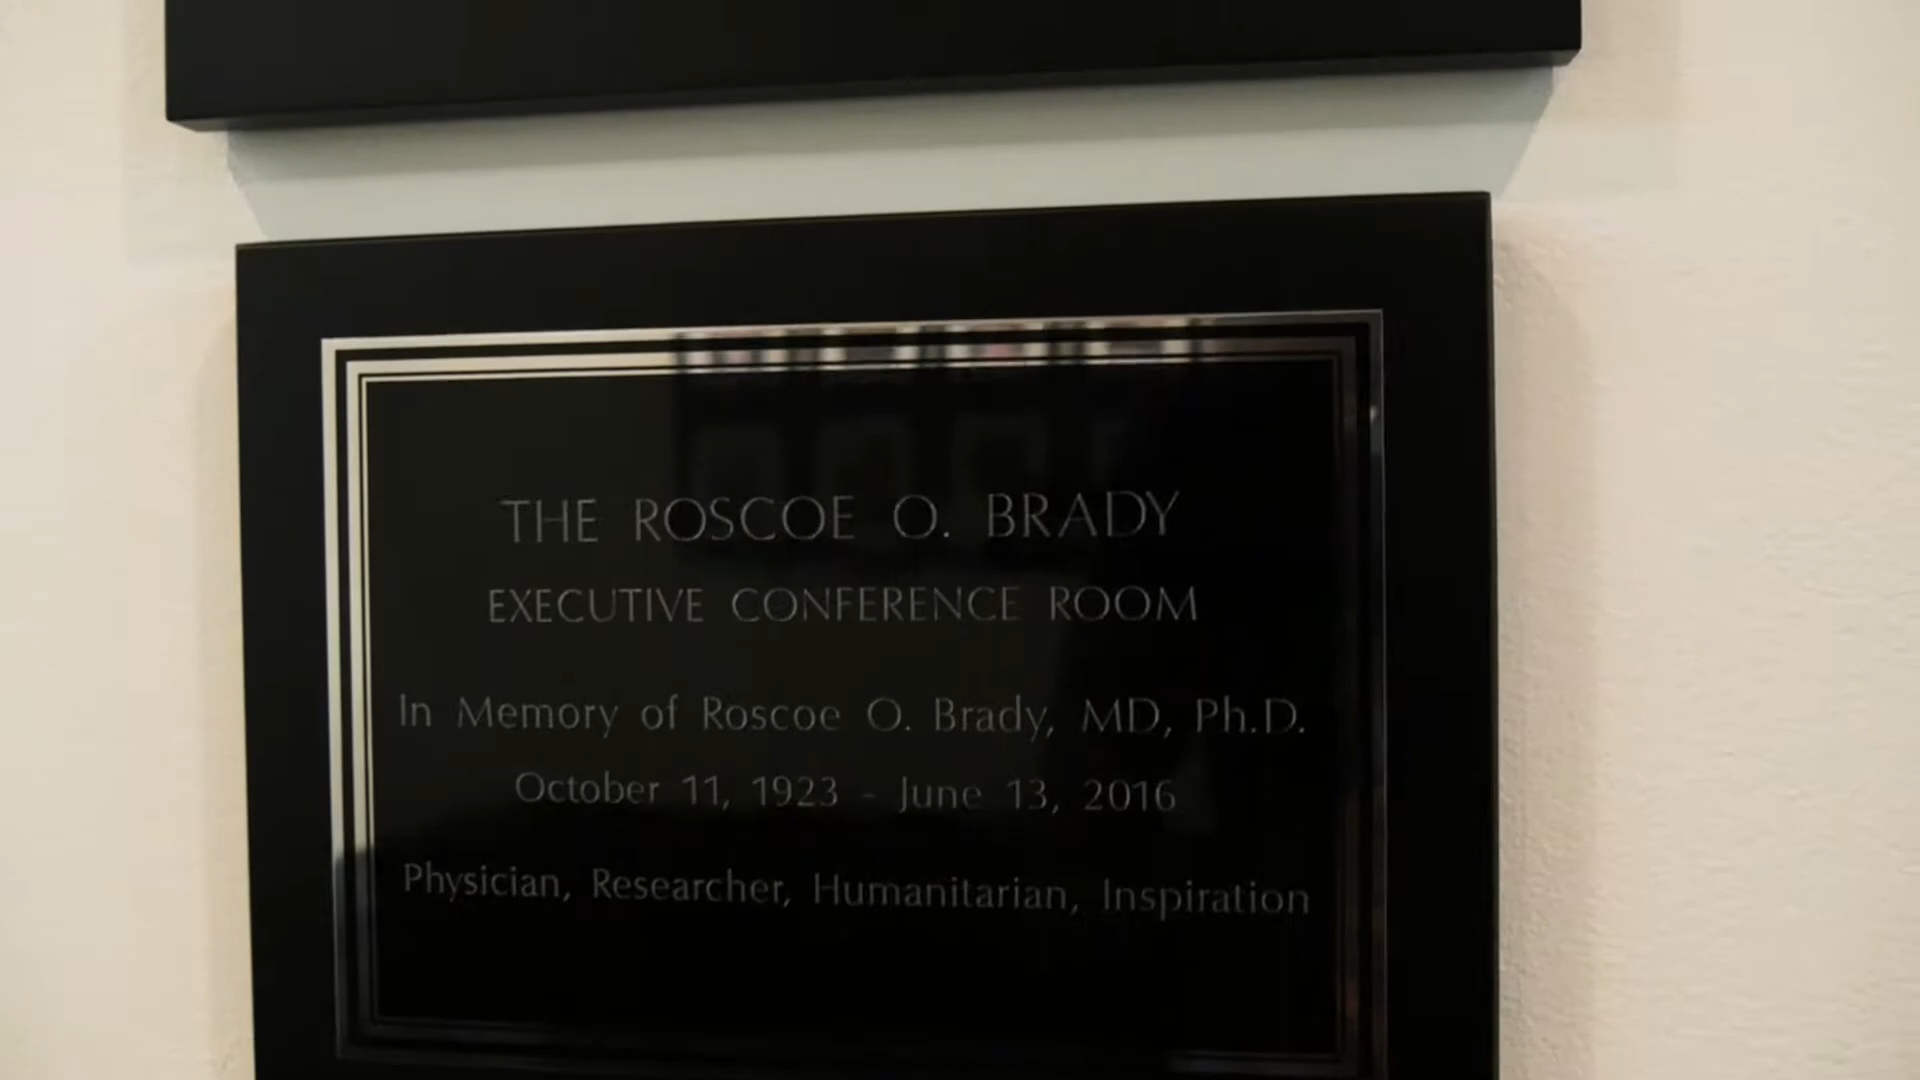 THE ROSCOE O. BRADY
EXECUTIVE CONFERENCE ROOM
In Memory of Roscoe O. Brady, MD, Ph.D.
October 11, 1923 - June 13, 2016
Physician, Researcher, Humanitarian, Inspiration